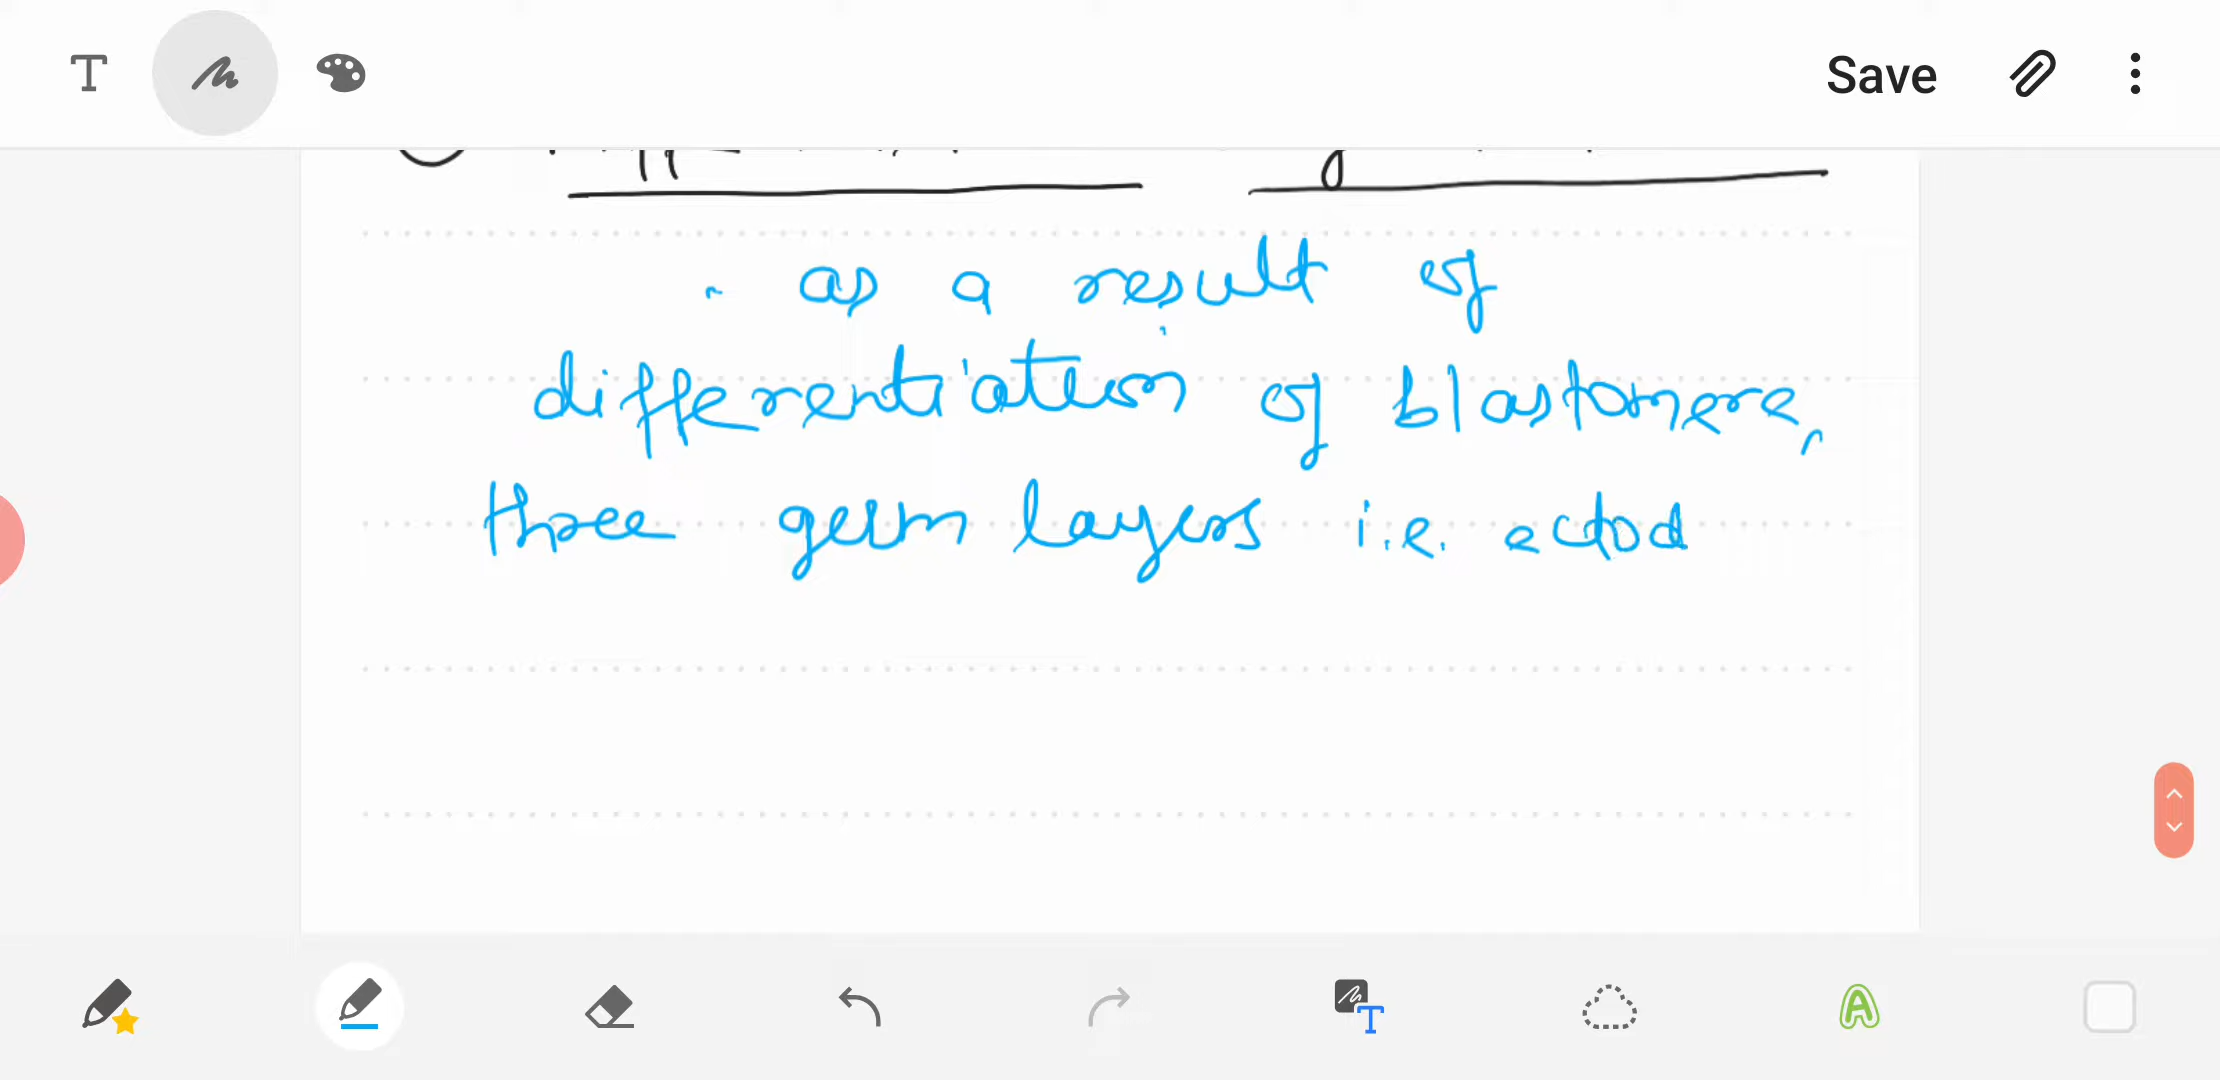 Save
as a result of
differentiation of blastomere,
three germ layers i.e. ectod